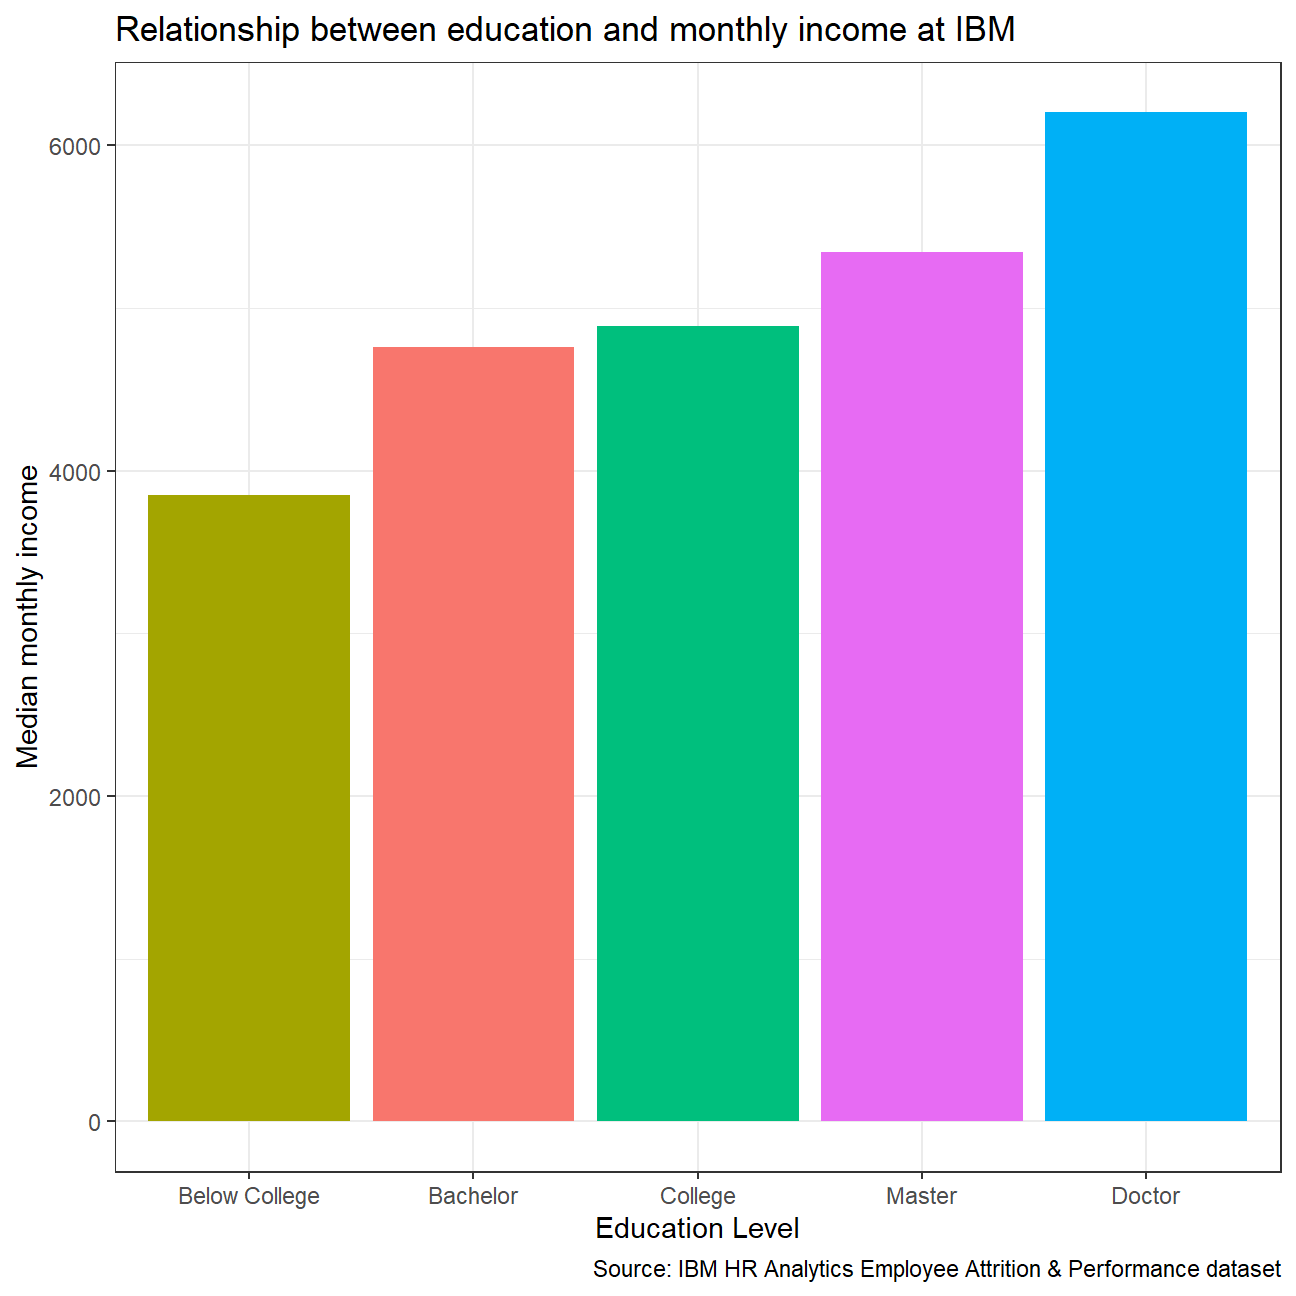 Relationship between education and monthly income at IBM
Median monthly income
6000
4000
2000
0
Below College Bachelor College Master Doctor
Education Level
Source: IBM HR Analytics Employee Attrition & Performance dataset